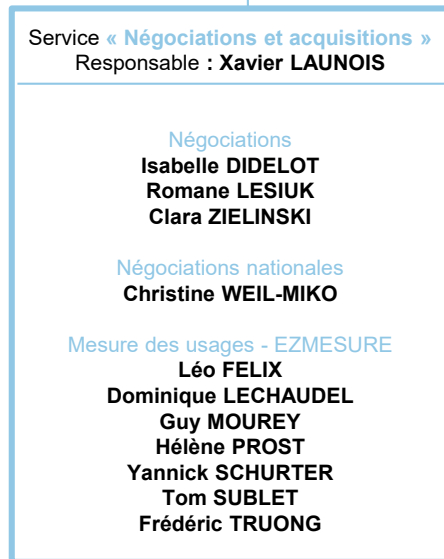 Service « Négociations et acquisitions »
Responsable : Xavier LAUNOIS
Négociations
Isabelle DIDELOT
Romane LESIUK
Clara ZIELINSKI
Négociations nationales
Christine WEIL-MIKO
Mesure des usages - EZMESURE
Léo FELIX
Dominique LECHAUDEL
Guy MOUREY
Hélène PROST
Yannick SCHURTER
Tom SUBLET
Frédéric TRUONG